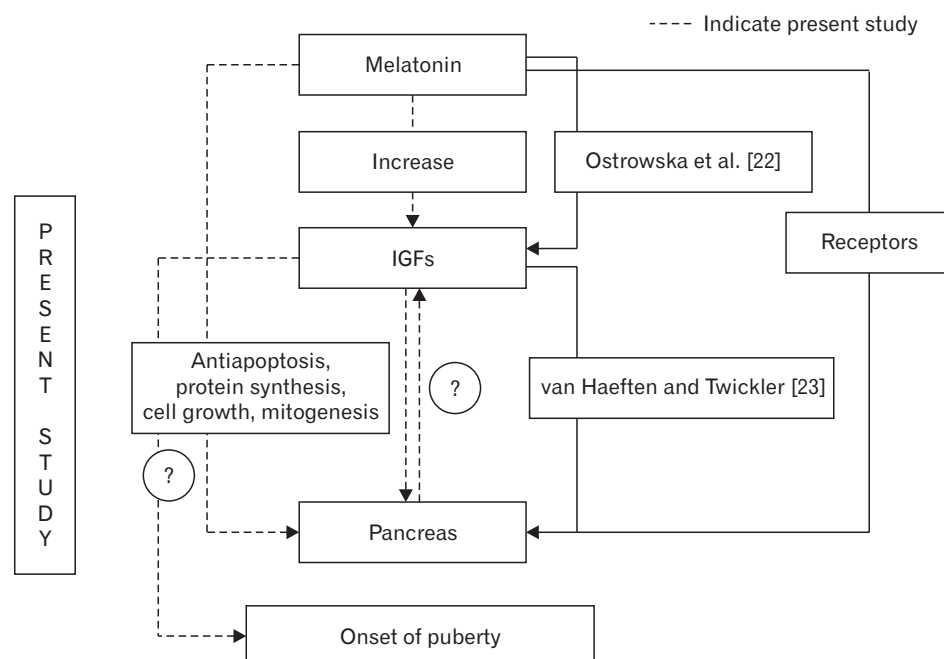 Indicate present study
Melatonin
Increase
Ostrowska et al. [22]
Receptors
IGFs
P
R
E
S
E
N
T
S
T
U
D
Y
Antiapoptosis,
protein synthesis,
cell growth, mitogenesis
?
van Haeften and Twickler [23]
?
Pancreas
Onset of puberty